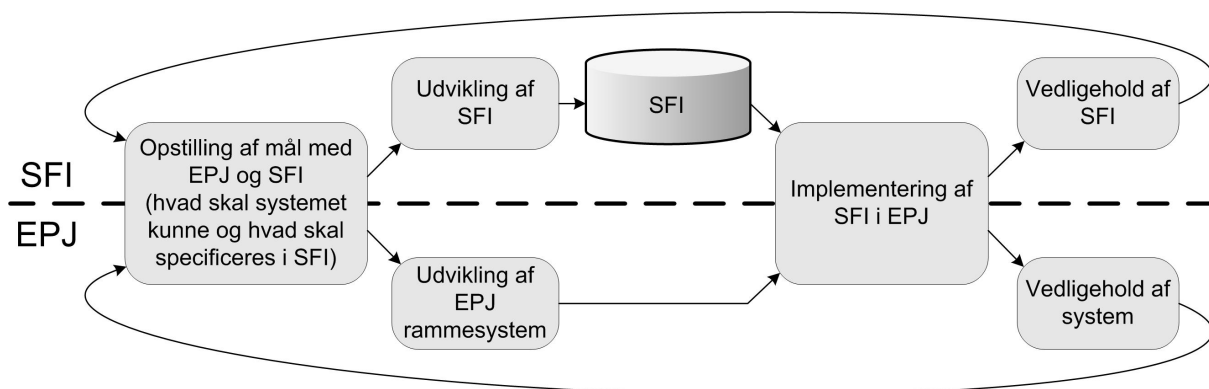 SFI
EPJ
Opstilling af mål med
EPJ og SFI
(hvad skal systemet
kunne og hvad skal
specificeres i SFI)
Udvikling af
SFI
SFI
Udvikling af
EPJ
rammesystem
Implementering af
SFI i EPJ
Vedligehold af
SFI
Vedligehold af
system